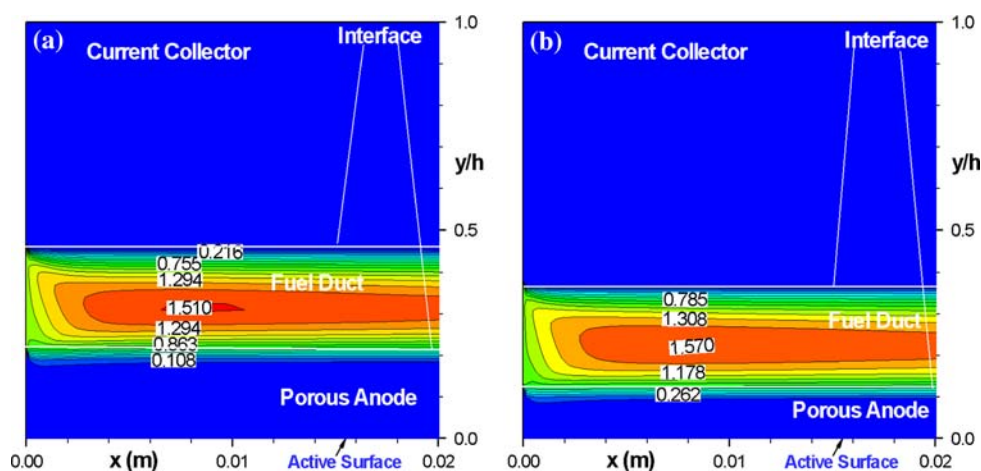 (a)
Current Collector
Interface
1.0
y/h
0.5
0.216
0.755
1.294
Fuel Duct
1.510
1.294
0.863
0.108
Porous Anode
0.0
0.00
x (m)
0.01
Active Surface
0.02
(b)
Current Collector
Interface
1.0
y/h
0.5
0.785
1.308
Fuel Duct
1.570
1.178
0.262
Porous Anode
0.0
0.00
x (m)
0.01
Active Surface
0.02